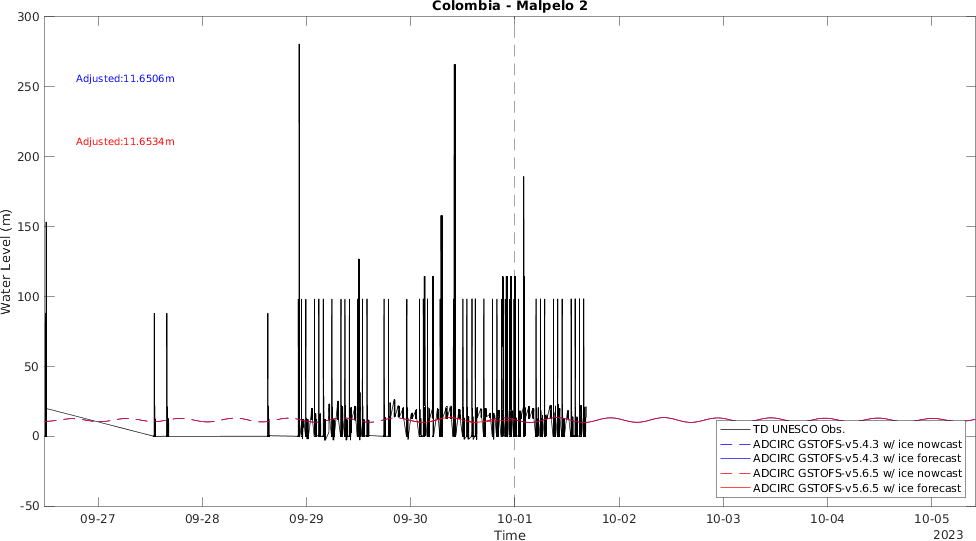 Colombia - Malpelo 2
300
250
200
150
100
50
0
-50
Water Level (m)
Adjusted:11.6506m
Adjusted:11.6534m
TD UNESCO Obs.
ADCIRC GSTOFS-v5.4.3 w/ ice nowcast
ADCIRC GSTOFS-v5.4.3 w/ ice forecast
ADCIRC GSTOFS-v5.6.5 w/ ice nowcast
ADCIRC GSTOFS-v5.6.5 w/ ice forecast
09-27 09-28 09-29 09-30 10-01 10-02 10-03 10-04 10-05
Time
2023